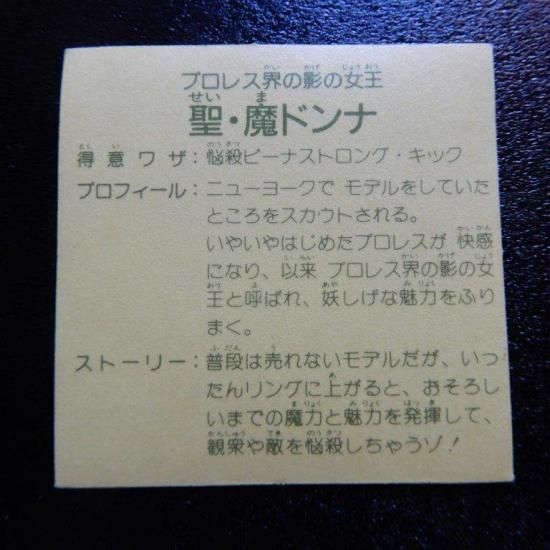 プロレス界の影の女王
聖・魔ドンナ
得意ワザ：悩殺ビーナストロング・キック
プロフィール：ニューヨークで モデルをしていた
ところをスカウトされる。
いやいやはじめたプロレスが 快感
になり、以来 プロレス界の影の女
王と呼ばれ、妖しげな魅力をふり
まく。
ストーリー：普段は売れないモデルだが、いっ
たんリングに上がると、おそろし
いまでの魔力と魅力を発揮して、
観衆や敵を悩殺しちゃうゾ！